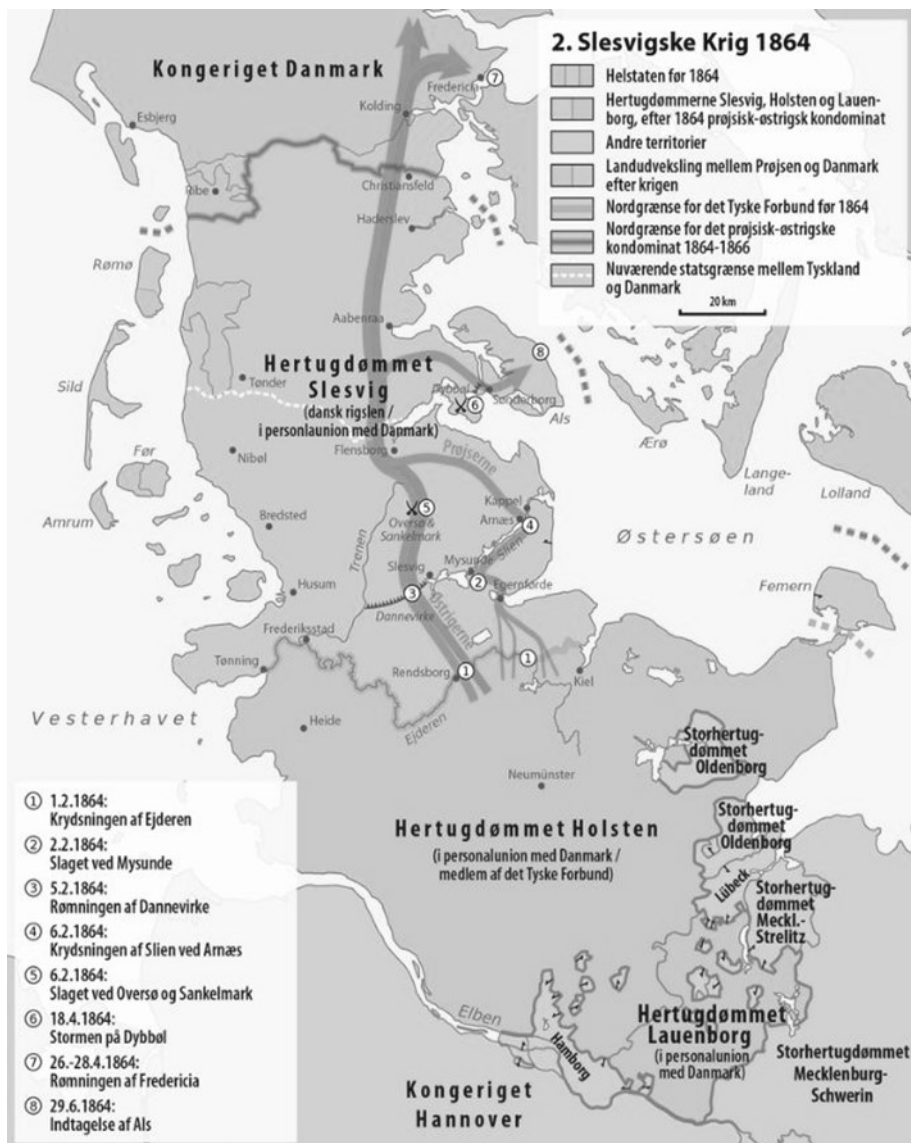 2. Slesvigske Krig 1864
Helstaten før 1864
Hertugdømmerne Slesvig, Holsten og Lauen-
borg, efter 1864 prøjsisk-østrigsk kondominat
Andre territorier
Landudveksling mellem Prøjsen og Danmark
efter krigen
Nordgrænse for det Tyske Forbund før 1864
Nordgrænse for det prøjsisk-østrigske
kondominat 1864-1866
Nuværende statsgrænse mellem Tyskland
og Danmark
20 km
Kongeriget Danmark
Fredericia
7
Kolding
Esbjerg
Ribe
Christiansfeld
Haderslev
Rømø
Aabenraa
8
Hertugdømmet
Slesvig
(dansk rigslen /
i personlaunion med Danmark)
Tønder
Dybbøl
6
Sønderborg
Als
Sild
Flensborg
Prøjserne
Nibøl
Før
Amrum
Ærø
Lange-
land
Lolland
Kappel
Arnæs
4
Slien
5
Oversø &
Sankelmark
Bredsted
Trenen
Østersøen
Slesvig
Mysunde
2
Egernförde
Femern
Husum
3
Dannevirke
Østrigerne
Frederiksstad
Tønning
Rendsborg
1
1
Kiel
Ejderen
Vesterhavet
Heide
Neumünster
Storhertug-
dømmet
Oldenborg
Storhertug-
dømmet
Oldenborg
Hertugdømmet Holsten
(i personalunion med Danmark /
medlem af det Tyske Forbund)
Lübeck
Storhertug-
dømmet
Meckl.-
Strelitz
Elben
Hamborg
Hertugdømmet
Lauenborg
(i personalunion
med Danmark)
Storhertugdømmet
Mecklenburg-
Schwerin
Kongeriget
Hannover
1 1.2.1864:
Krydsningen af Ejderen
2 2.2.1864:
Slaget ved Mysunde
3 5.2.1864:
Rømningen af Dannevirke
4 6.2.1864:
Krydsningen af Slien ved Arnæs
5 6.2.1864:
Slaget ved Oversø og Sankelmark
6 18.4.1864:
Stormen på Dybbøl
7 26.-28.4.1864:
Rømningen af Fredericia
8 29.6.1864:
Indtagelse af Als